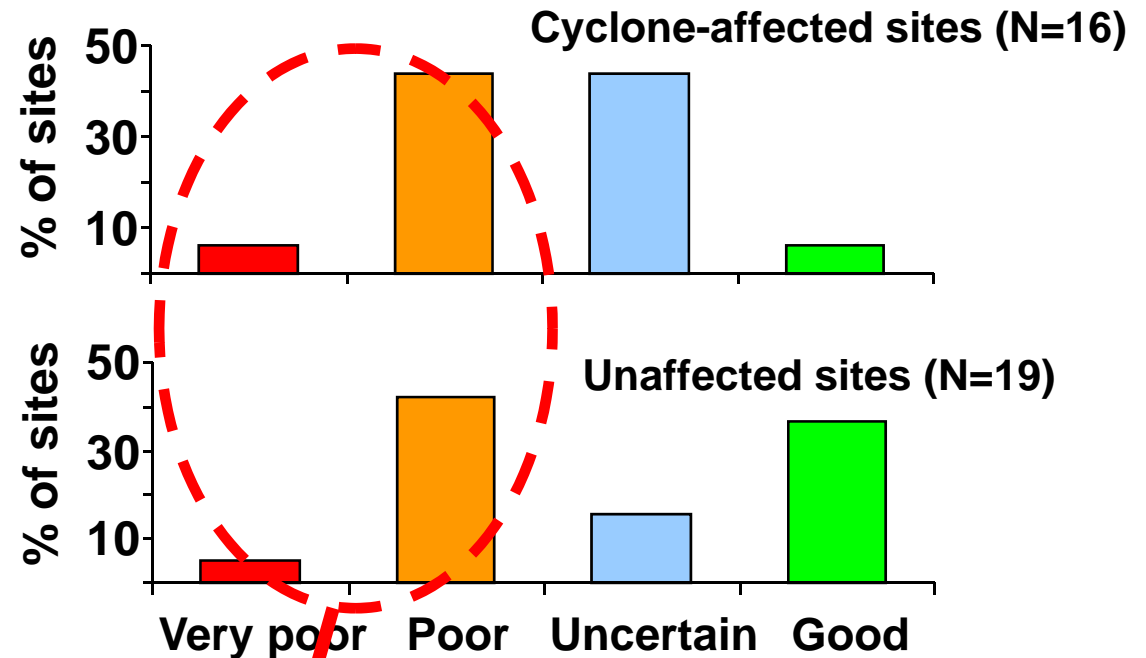 Cyclone-affected sites (N=16)
% of sites
50
30
10
Unaffected sites (N=19)
% of sites
50
30
10
Very poor Poor Uncertain Good